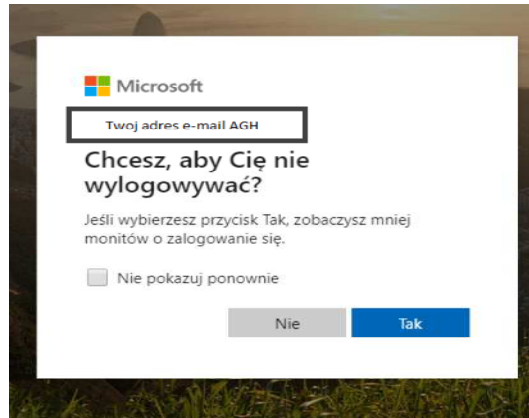 Microsoft
Twoj adres e-mail AGH
Chcesz, aby Cię nie
wylogowywać?
Jeśli wybierzesz przycisk Tak, zobaczysz mniej
monitów o zalogowanie się.
Nie pokazuj ponownie
Nie
Tak